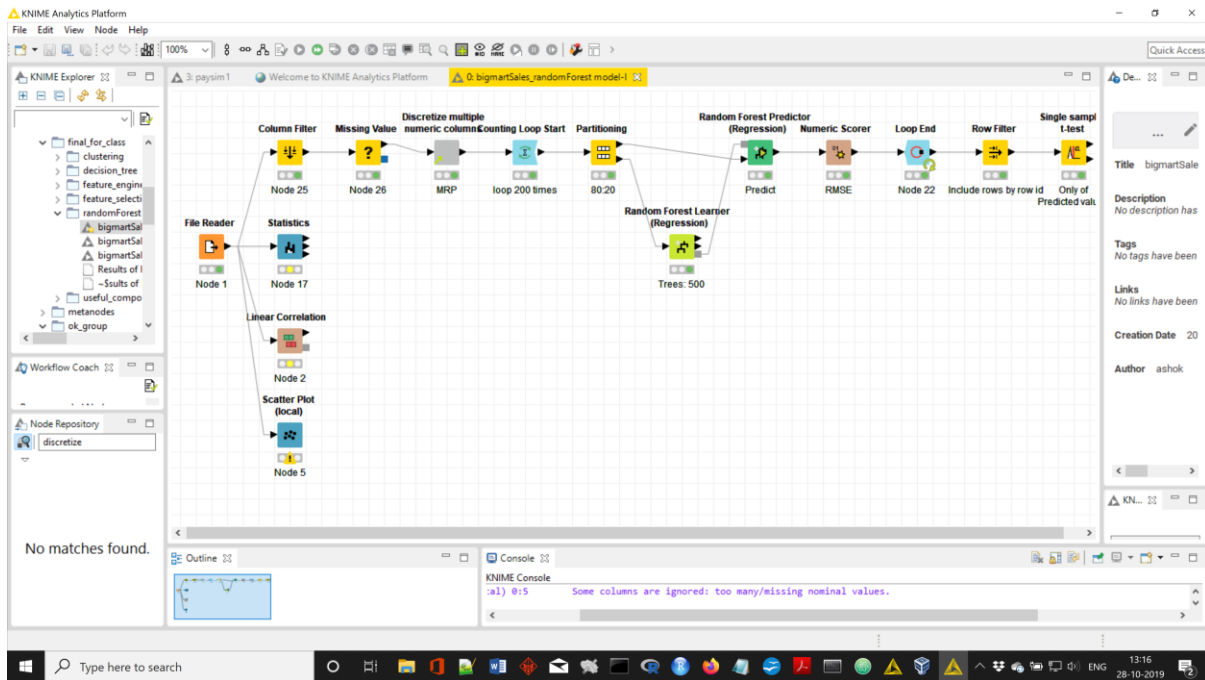 KNIME Analytics Platform
File Edit View Node Help
100%
Quick Access
KNIME Explorer
3: paysim1
Welcome to KNIME Analytics Platform
0: bigmartSales_randomForest model-I
De...
final_for_class
clustering
decision_tree
feature_engine
feature_selecti
randomForest
bigmartSal
bigmartSal
bigmartSal
Results of I
~$sults of
useful_compo
metanodes
ok_group
Workflow Coach
Node Repository
discretize
No matches found.
Column Filter
Node 25
Missing Value
Node 26
Discretize multiple
numeric columns
MRP
Counting Loop Start
loop 200 times
Partitioning
80:20
Random Forest Predictor
(Regression)
Predict
Numeric Scorer
RMSE
Loop End
Node 22
Row Filter
Include rows by row id
Single sampl
t-test
Only of
Predicted valu
File Reader
Node 1
Statistics
Node 17
Random Forest Learner
(Regression)
Trees: 500
Linear Correlation
Node 2
Scatter Plot
(local)
Node 5
...
Title bigmartSale
Description
No description has
Tags
No tags have been
Links
No links have been
Creation Date 20
Author ashok
KN...
Outline
Console
KNIME Console
:al) 0:5 Some columns are ignored: too many/missing nominal values.
Type here to search
ENG
13:16
28-10-2019